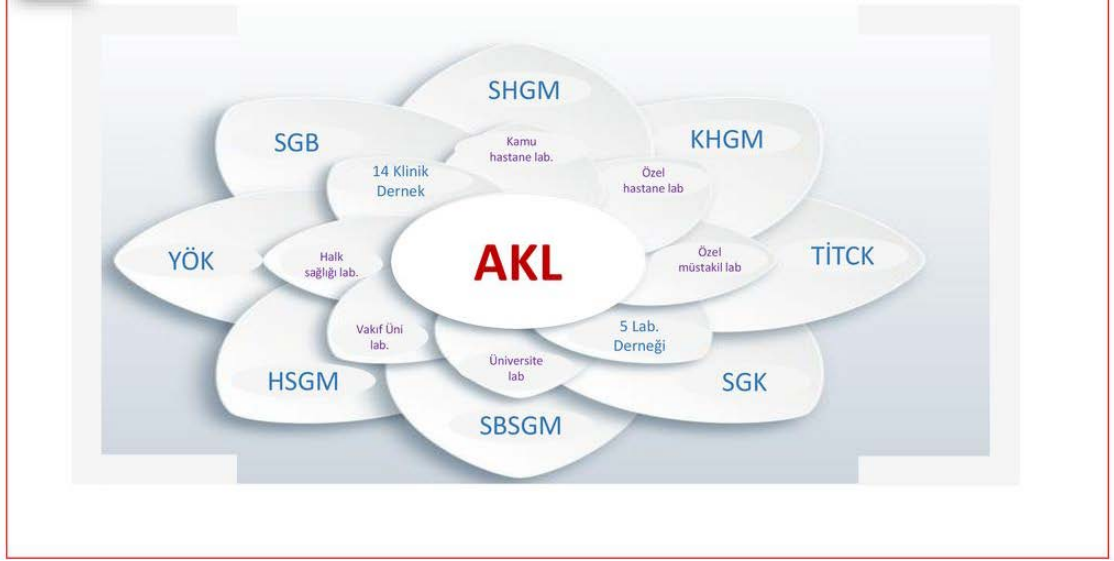 SHGM
SGB
KHGM
Kamu
hastane lab.
14 Klinik
Dernek
Özel
hastane lab
YÖK
Halk
sağlığı lab.
AKL
Özel
müstakil lab
TİTCK
Vakıf Üni
lab.
5 Lab.
Derneği
Üniversite
lab
HSGM
SGK
SBSGM